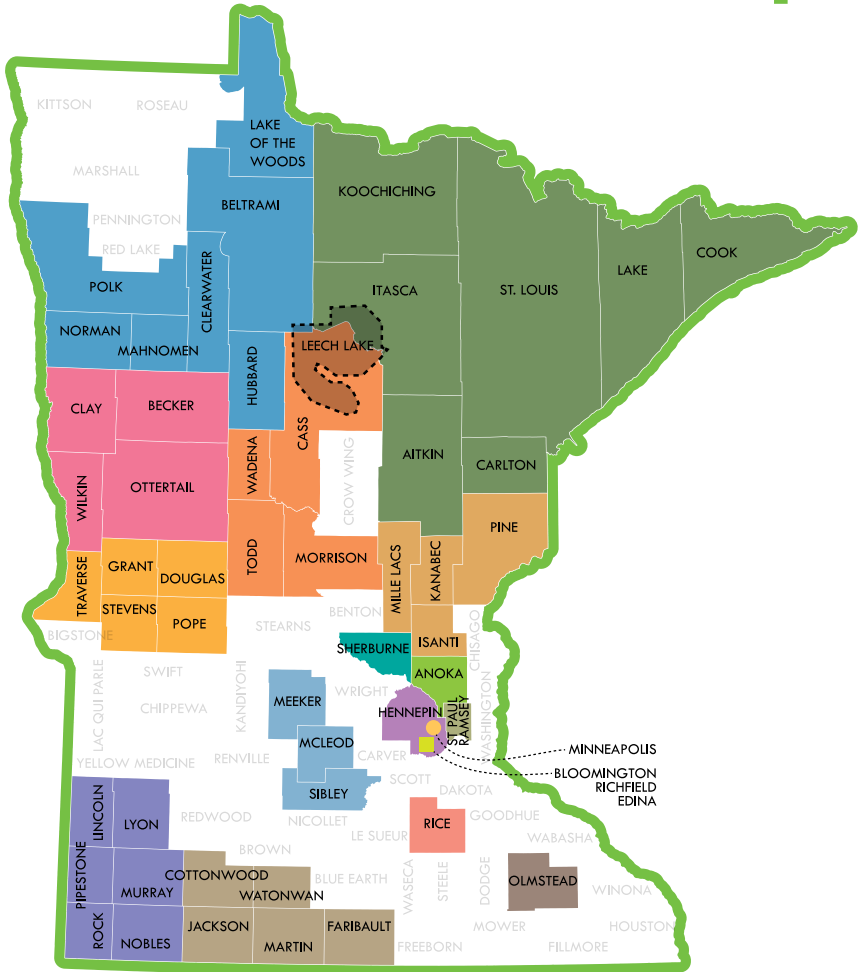 KITTSON
ROSEAU
LAKE
OF THE
WOODS
MARSHALL
KOOCHICHING
BELTRAMI
PENNINGTON
RED LAKE
COOK
LAKE
POLK
CLEARWATER
ITASCA
ST. LOUIS
NORMAN
MAHNOMEN
LEECH LAKE
HUBBARD
CLAY
BECKER
CASS
WADENA
CROW WING
AITKIN
CARLTON
WILKIN
OTTERTAIL
PINE
TRAVERSE
GRANT
DOUGLAS
TODD
MORRISON
MILLE LACS
KANABEC
STEVENS
POPE
BENTON
STEARNS
BIGSTONE
CHISAGO
SHERBURNE
ISANTI
SWIFT
LAC QUI PARLE
KANDIYOHI
ANOKA
WRIGHT
MEEKER
CHIPPEWA
HENNEPIN
ST. PAUL
RAMSEY
WASHINGTON
MCLEOD
MINNEAPOLIS
YELLOW MEDICINE
RENVILLE
CARVER
BLOOMINGTON
RICHFIELD
EDINA
SCOTT
SIBLEY
DAKOTA
LINCOLN
LYON
REDWOOD
NICOLLET
RICE
GOODHUE
LE SUEUR
WABASHA
BROWN
PIPESTONE
MURRAY
COTTONWOOD
WATONWAN
BLUE EARTH
WASECA
STEELE
DODGE
OLMSTEAD
WINONA
ROCK
NOBLES
JACKSON
MARTIN
FARIBAULT
FREEBORN
MOWER
FILLMORE
HOUSTON